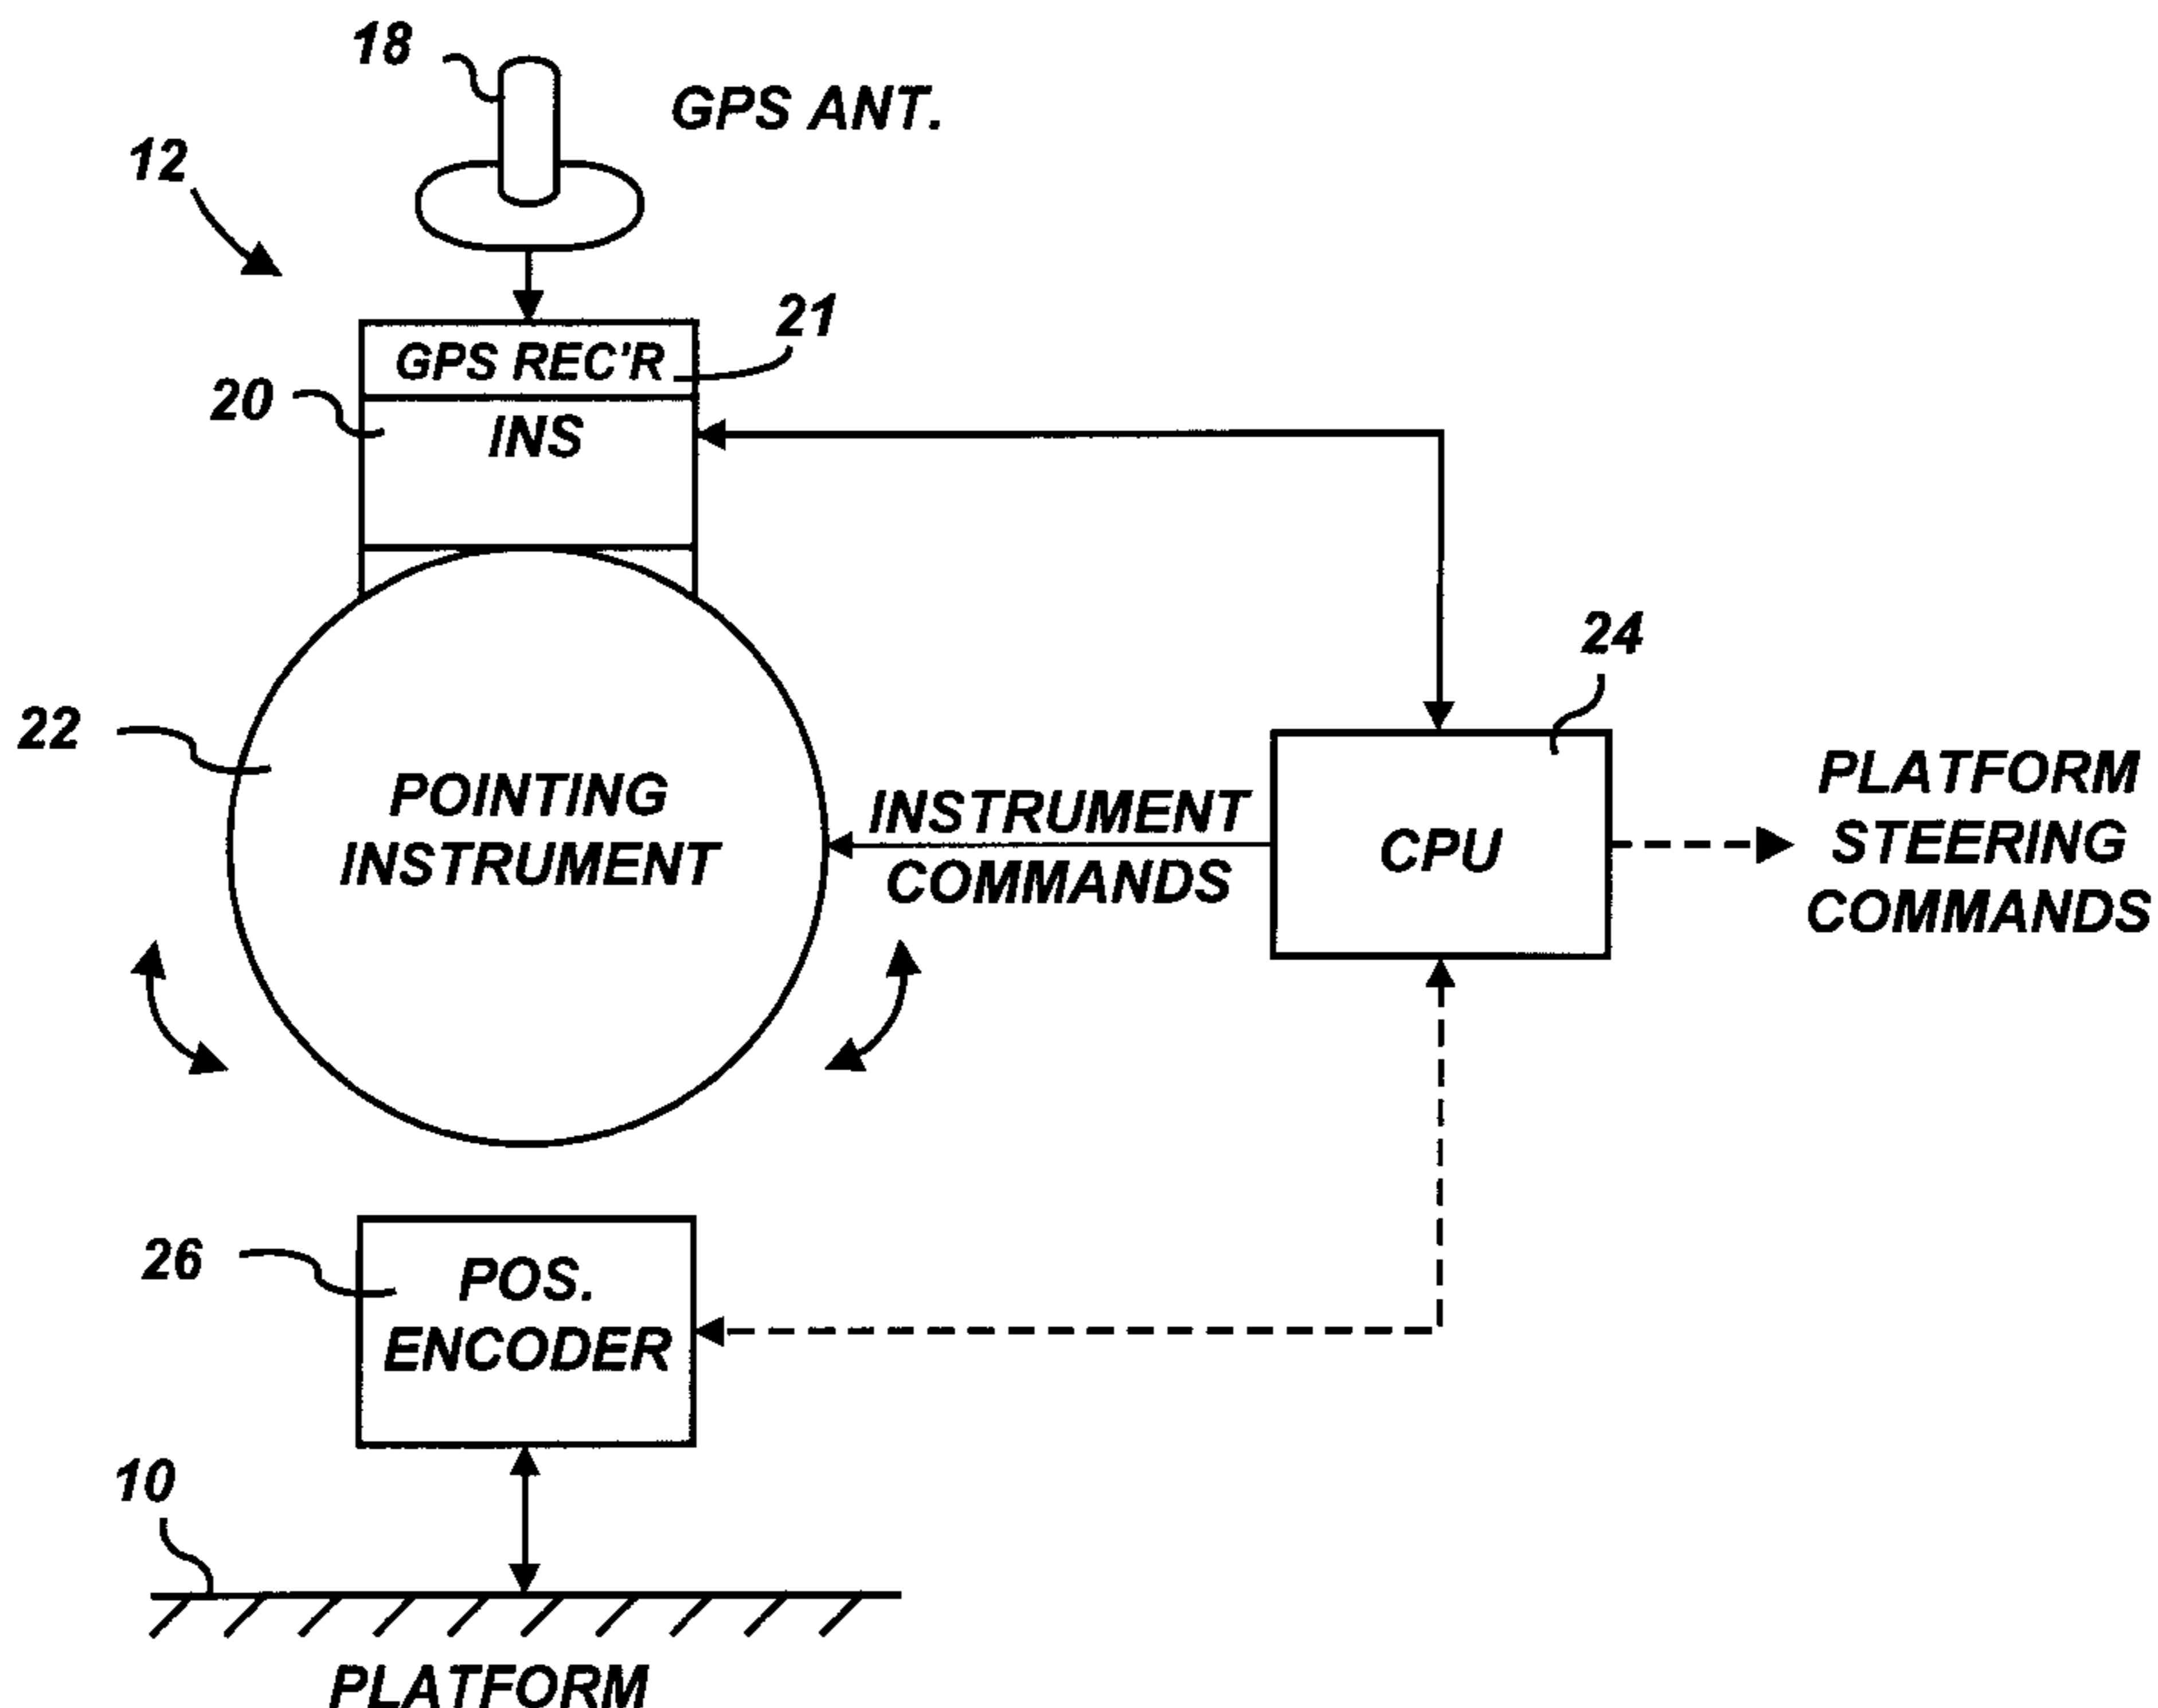 18
GPS ANT.
12
21
GPS REC'R
20
INS
24
22
POINTING
INSTRUMENT
INSTRUMENT
COMMANDS
CPU
PLATFORM
STEERING
COMMANDS
26
POS.
ENCODER
10
PLATFORM